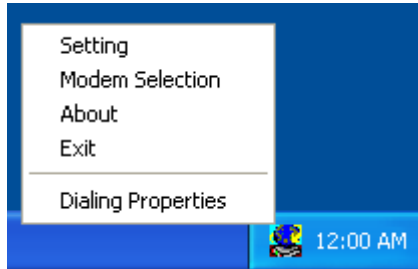 Setting
Modem Selection
About
Exit
Dialing Properties
12:00 AM